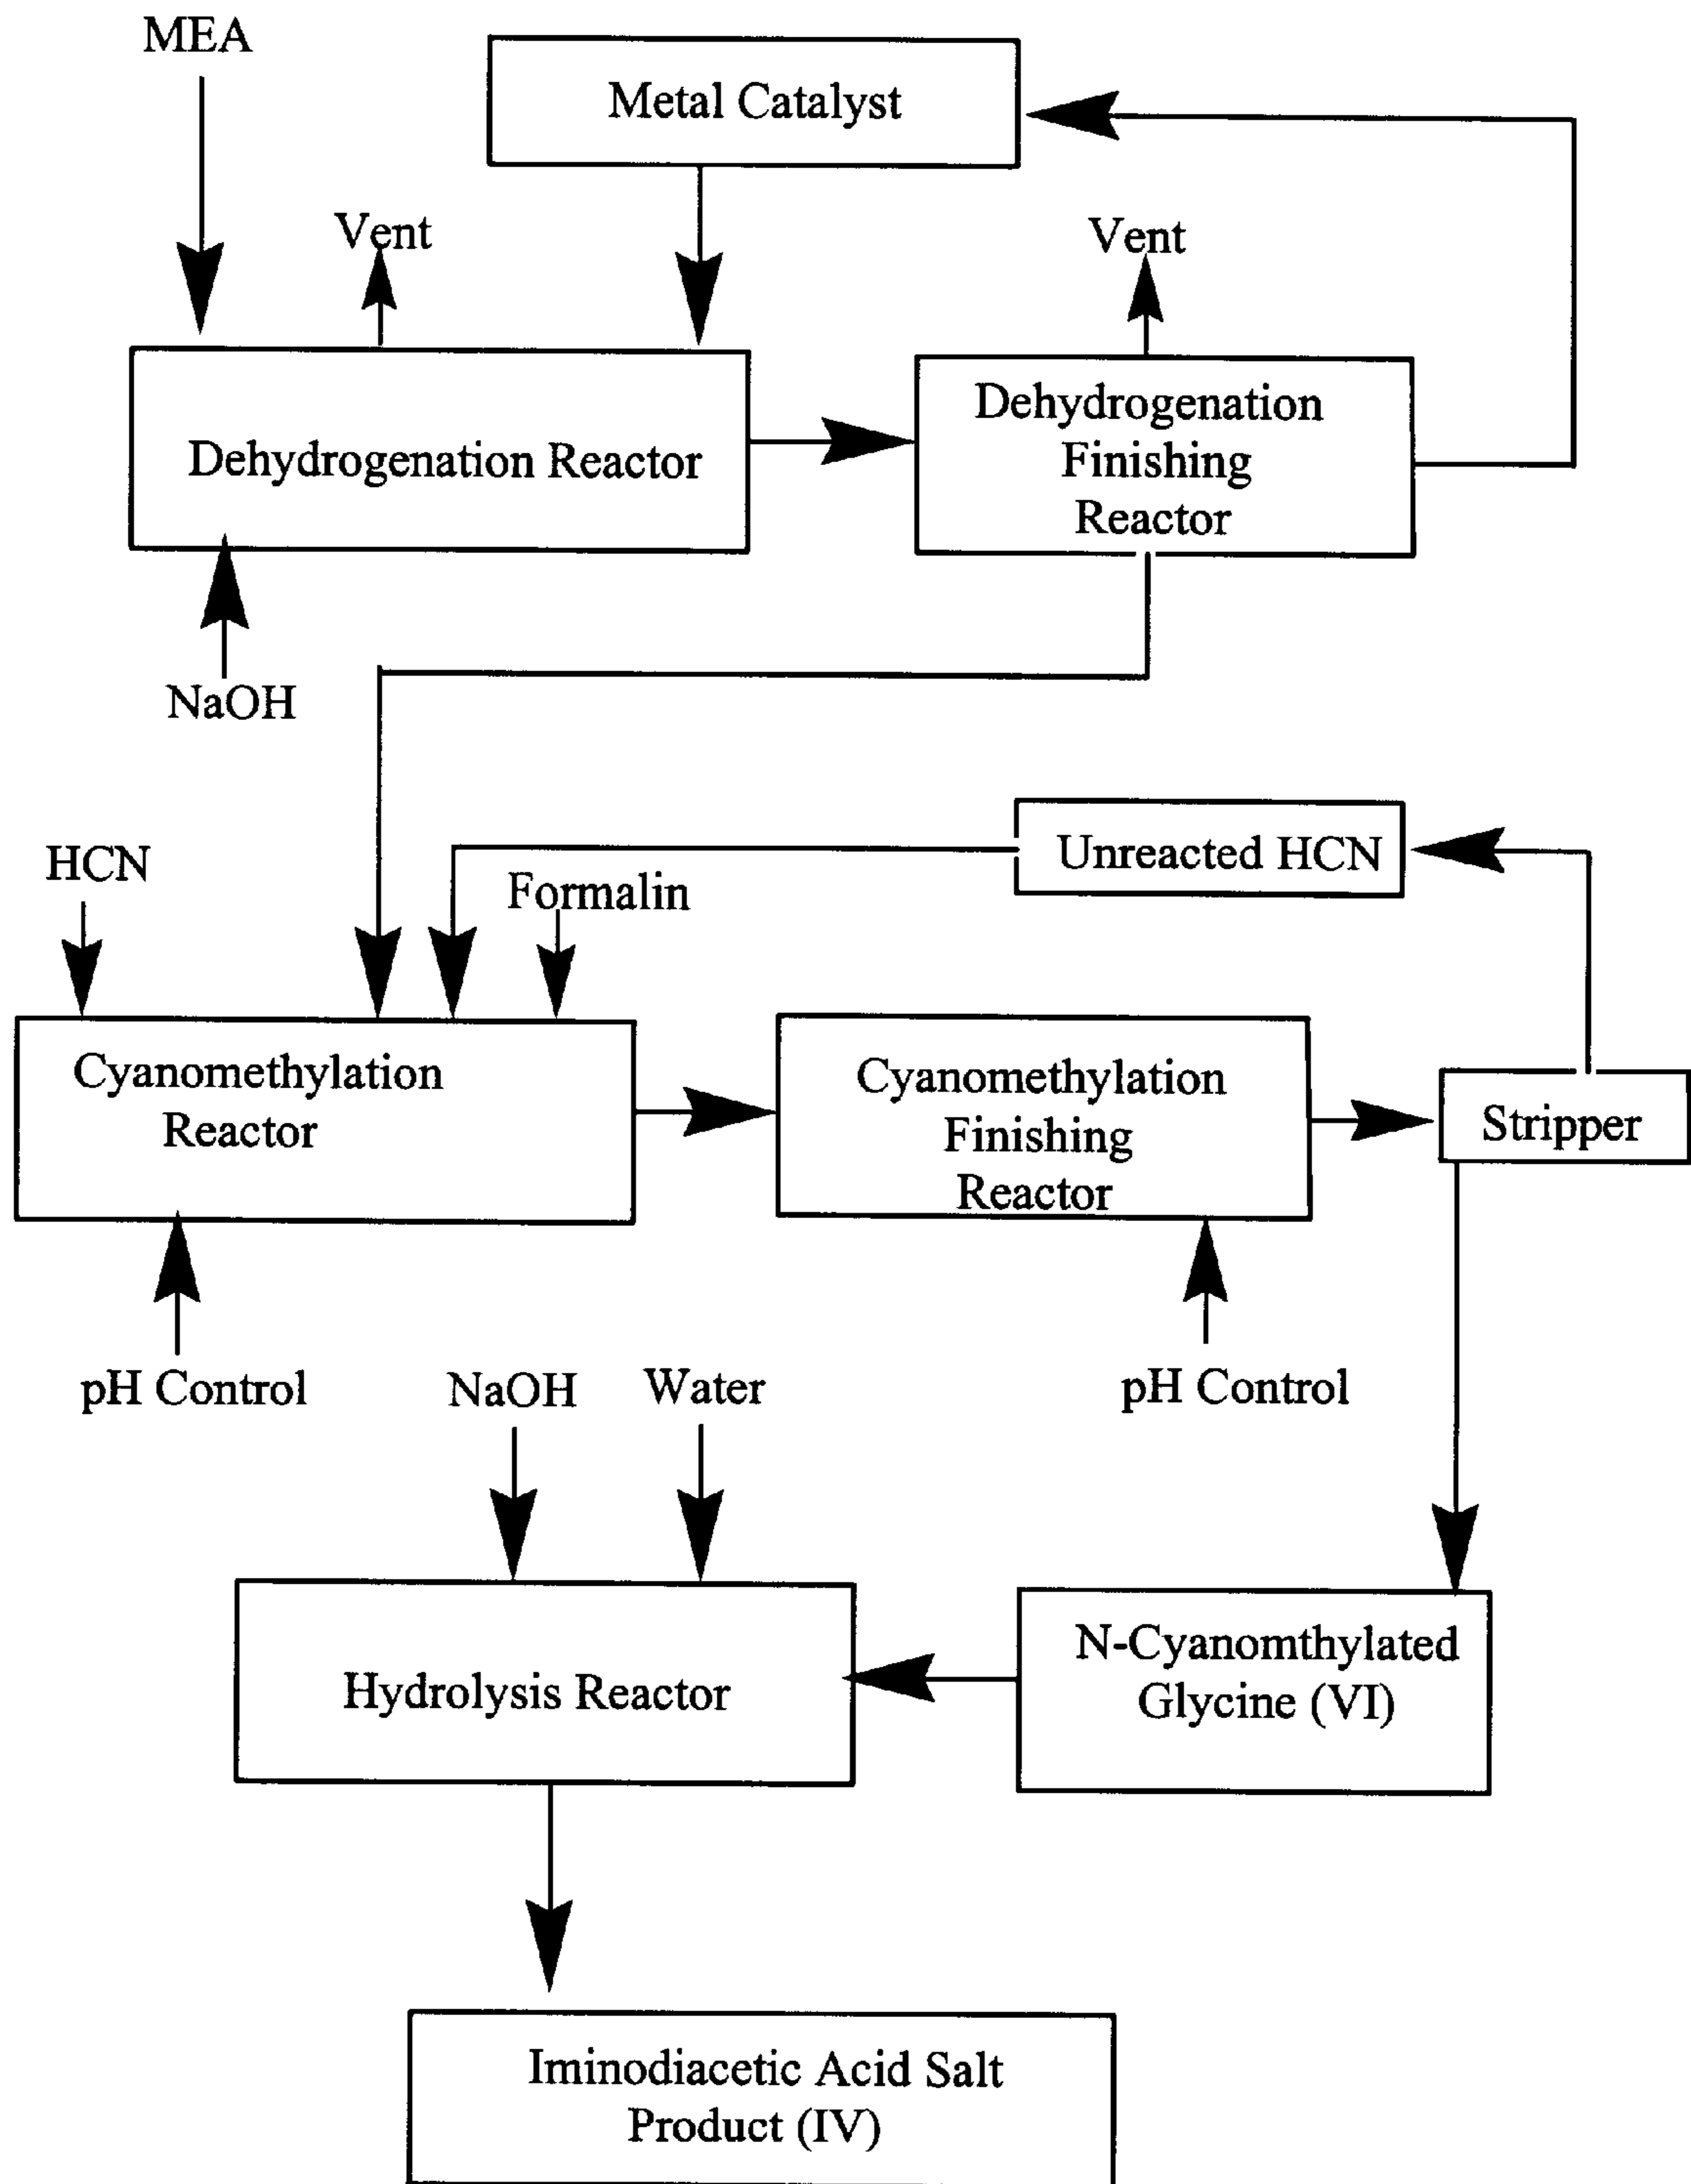 MEA
Metal Catalyst
Vent
Vent
Dehydrogenation Reactor
Dehydrogenation
Finishing
Reactor
NaOH
HCN
Formalin
Unreacted HCN
Cyanomethylation
Reactor
Cyanomethylation
Finishing
Reactor
Stripper
pH Control
NaOH
Water
pH Control
Hydrolysis Reactor
N-Cyanomthylated
Glycine (VI)
Iminodiacetic Acid Salt
Product (IV)